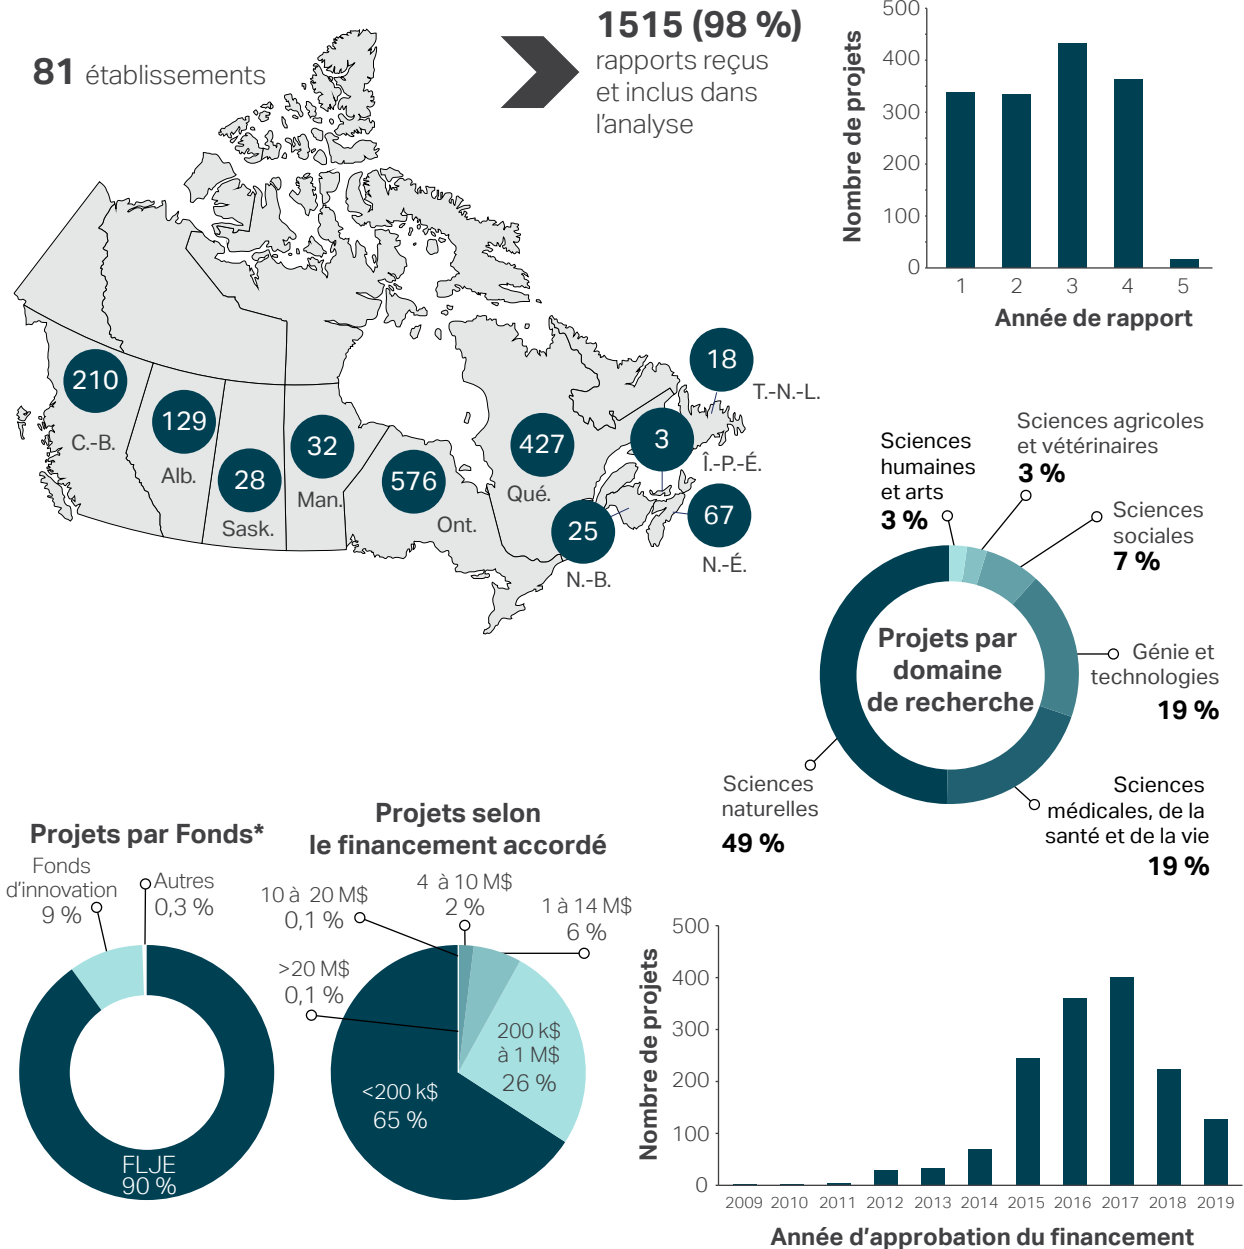 81 établissements
1515 (98 %)
rapports reçus
et inclus dans
l'analyse
210
C.-B.
129
Alb.
28
Sask.
32
Man.
576
Ont.
427
Qué.
25
N.-B.
3
Î.-P.-É.
18
T.-N.-L.
67
N.-É.
Nombre de projets
500
400
300
200
100
0
1 2 3 4 5
Année de rapport
Sciences
humaines
et arts
3 %
Sciences agricoles
et vétérinaires
3 %
Sciences
sociales
7 %
Génie et
technologies
19 %
Sciences
médicales, de la
santé et de la vie
19 %
Sciences
naturelles
49 %
Projets par
domaine
de recherche
Projets par Fonds*
Fonds
d'innovation
9 %
Autres
0,3 %
FLJE
90 %
Projets selon
le financement accordé
10 à 20 M$
0,1 %
4 à 10 M$
2 %
1 à 14 M$
6 %
>20 M$
0,1 %
200 k$
à 1 M$
26 %
<200 k$
65 %
Nombre de projets
500
400
300
200
100
0
2009 2010 2011 2012 2013 2014 2015 2016 2017 2018 2019
Année d'approbation du financement